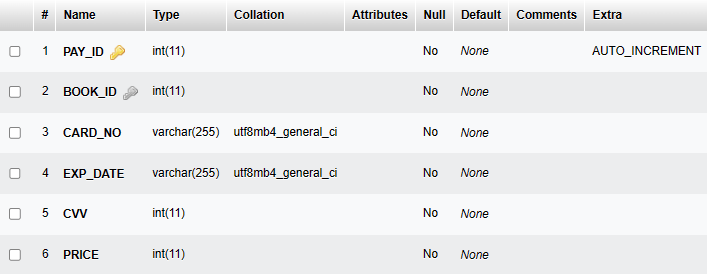 # Name Type Collation Attributes Null Default Comments Extra
1 PAY_ID int(11) No None AUTO_INCREMENT
2 BOOK_ID int(11) No None
3 CARD_NO varchar(255) utf8mb4_general_ci No None
4 EXP_DATE varchar(255) utf8mb4_general_ci No None
5 CVV int(11) No None
6 PRICE int(11) No None